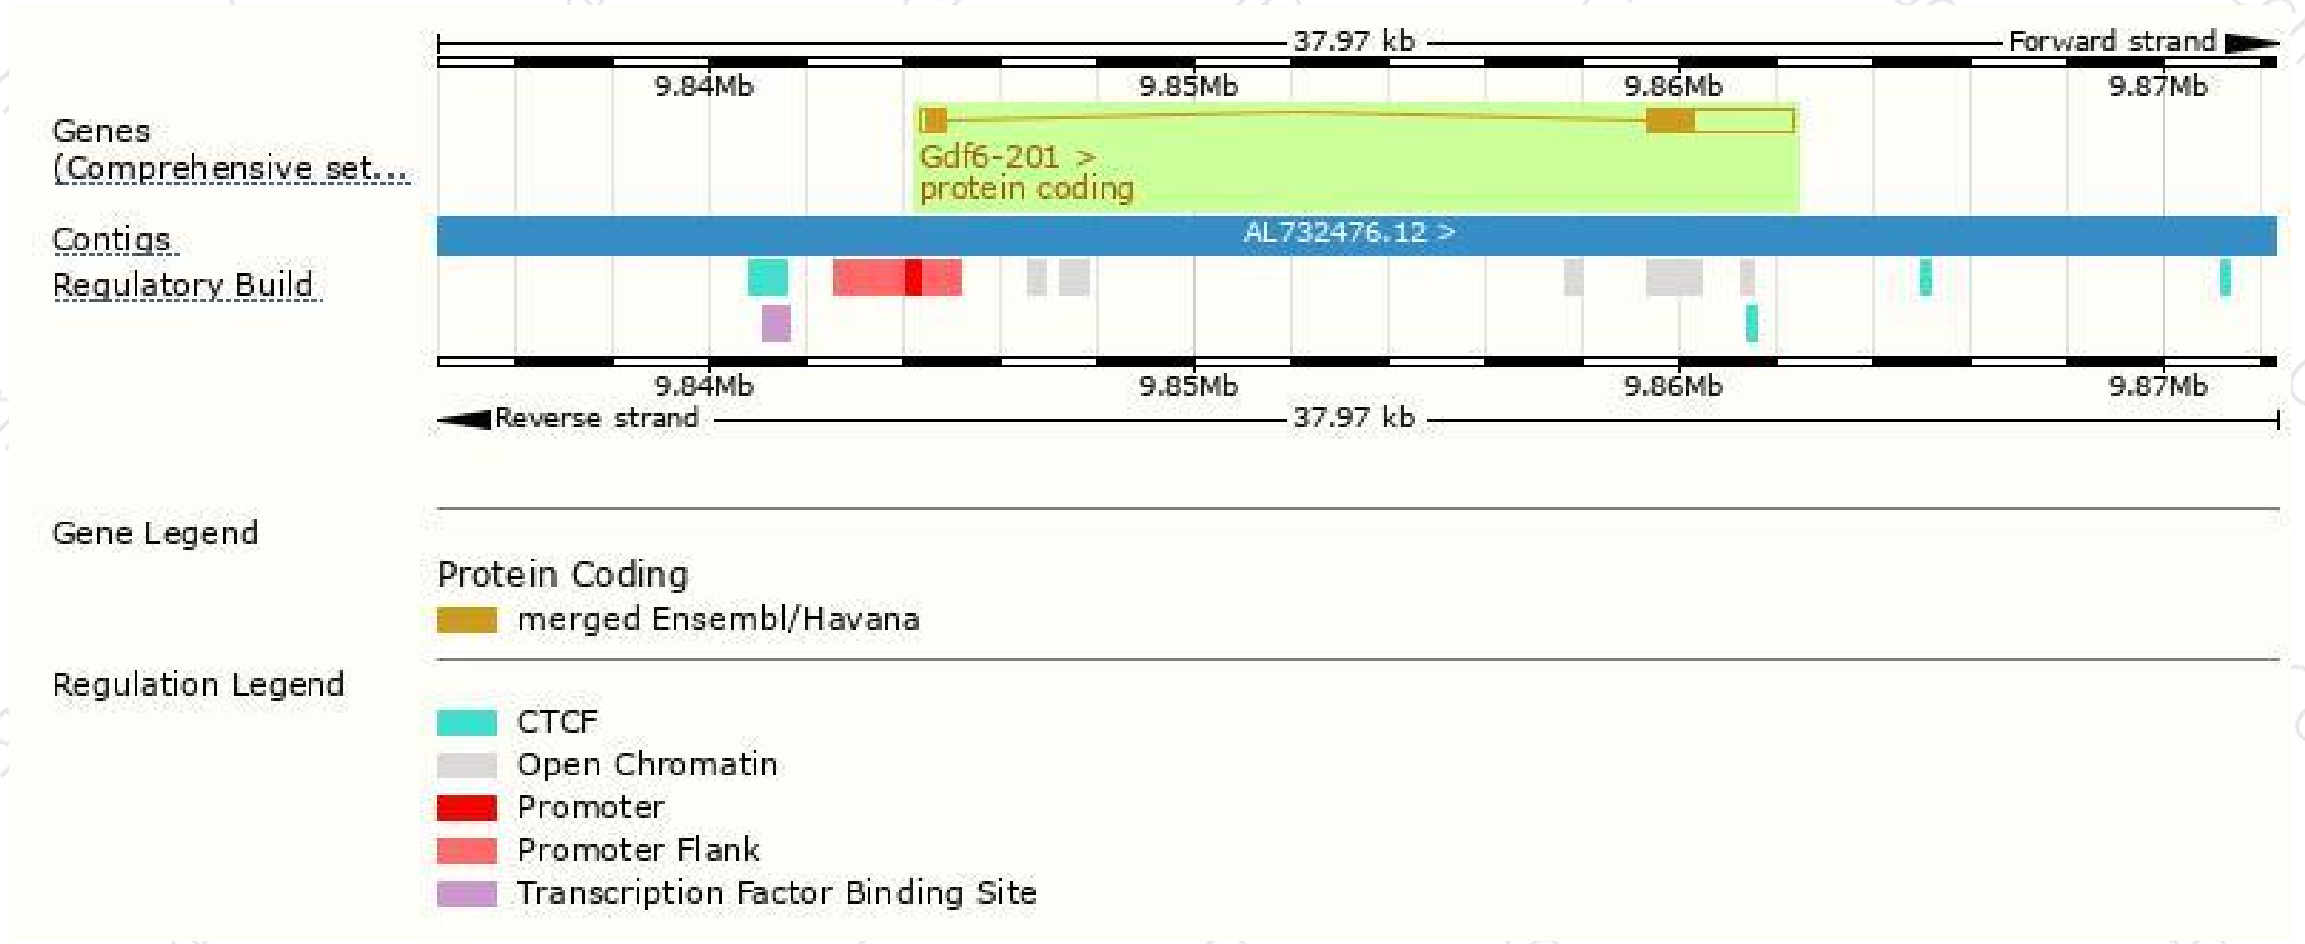 37.97 kb Forward strand
9.84Mb 9.85Mb 9.86Mb 9.87Mb
Genes
(Comprehensive set...
Gdf6-201 >
protein coding
Contigs
AL732476.12 >
Regulatory Build
9.84Mb 9.85Mb 9.86Mb 9.87Mb
Reverse strand 37.97 kb
Gene Legend
Protein Coding
merged Ensembl/Havana
Regulation Legend
CTCF
Open Chromatin
Promoter
Promoter Flank
Transcription Factor Binding Site